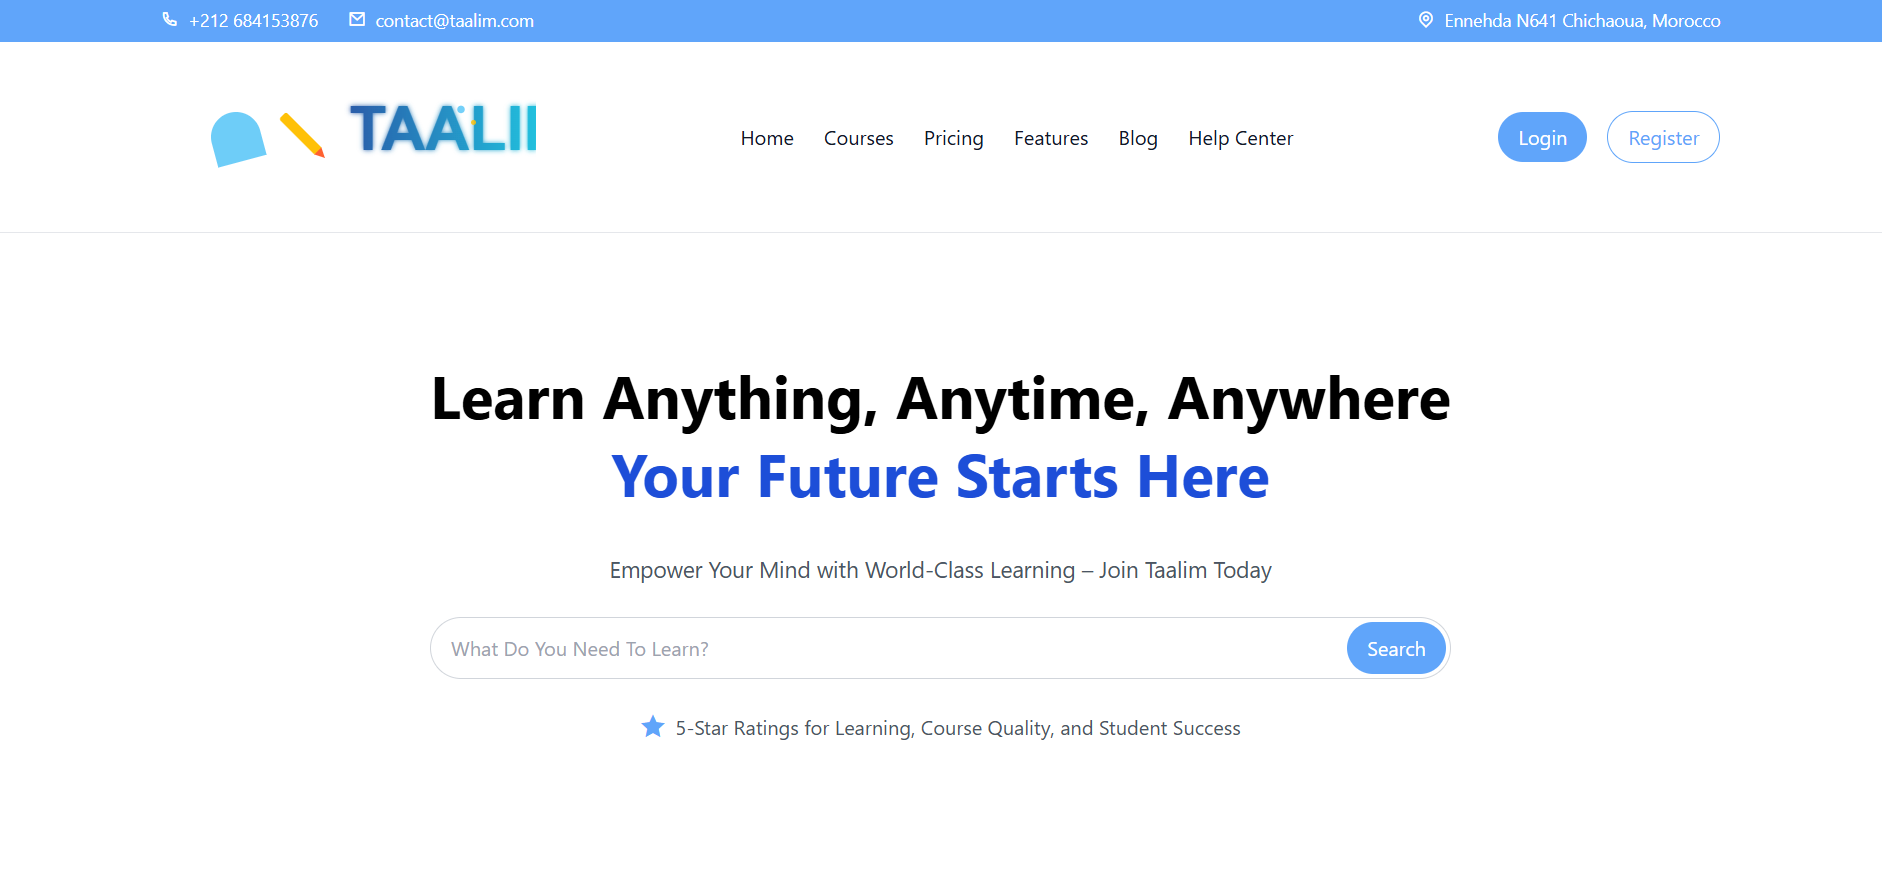 +212 684153876 contact@taalim.com Ennehda N641 Chichaoua, Morocco
TAALII
Home Courses Pricing Features Blog Help Center Login Register
Learn Anything, Anytime, Anywhere
Your Future Starts Here
Empower Your Mind with World-Class Learning – Join Taalim Today
What Do You Need To Learn? Search
5-Star Ratings for Learning, Course Quality, and Student Success